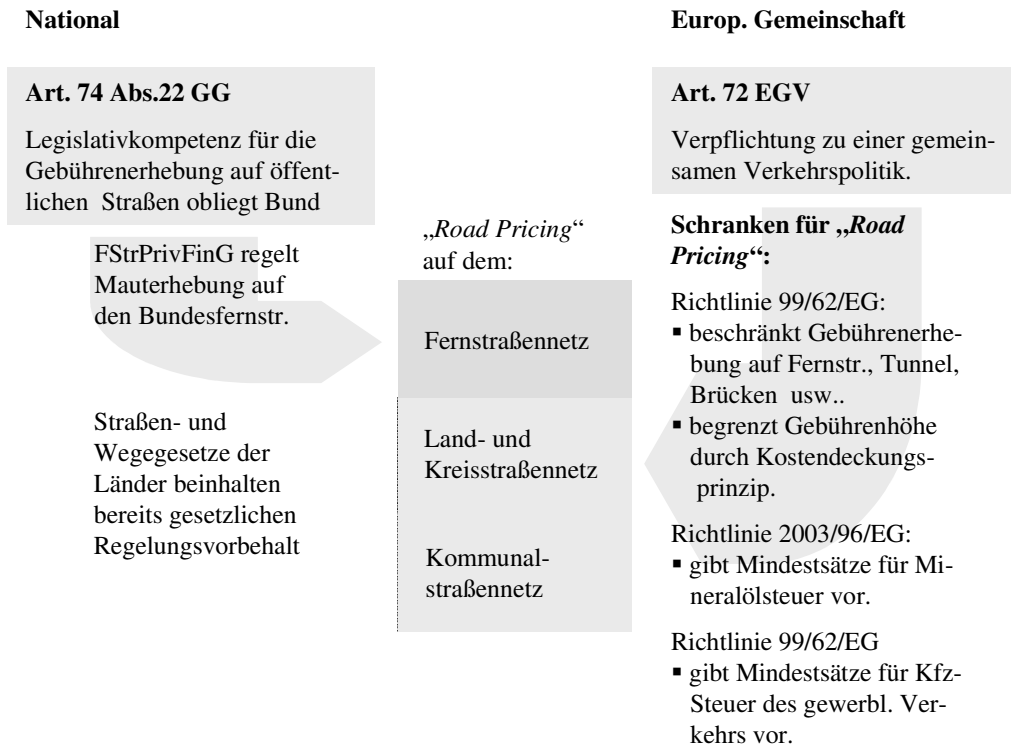 National
Art. 74 Abs.22 GG
Legislativkompetenz für die
Gebührenerhebung auf öffent-
lichen Straßen obliegt Bund
FStrPrivFinG regelt
Mauterhebung auf
den Bundesfernstr.
Straßen- und
Wegegesetze der
Länder beinhalten
bereits gesetzlichen
Regelungsvorbehalt
„Road Pricing“
auf dem:
Fernstraßennetz
Land- und
Kreisstraßennetz
Kommunal-
straßennetz
Europ. Gemeinschaft
Art. 72 EGV
Verpflichtung zu einer gemein-
samen Verkehrspolitik.
Schranken für „Road
Pricing“:
Richtlinie 99/62/EG:
▪ beschränkt Gebührenerhe-
bung auf Fernstr., Tunnel,
Brücken usw..
▪ begrenzt Gebührenhöhe
durch Kostendeckungs-
prinzip.
Richtlinie 2003/96/EG:
▪ gibt Mindestsätze für Mi-
neralölsteuer vor.
Richtlinie 99/62/EG
▪ gibt Mindestsätze für Kfz-
Steuer des gewerbl. Ver-
kehrs vor.